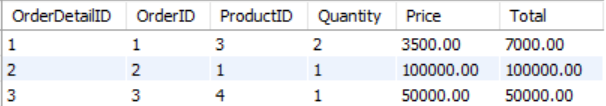 OrderDetailID OrderID ProductID Quantity Price Total
1 1 3 2 3500.00 7000.00
2 2 1 1 100000.00 100000.00
3 3 4 1 50000.00 50000.00